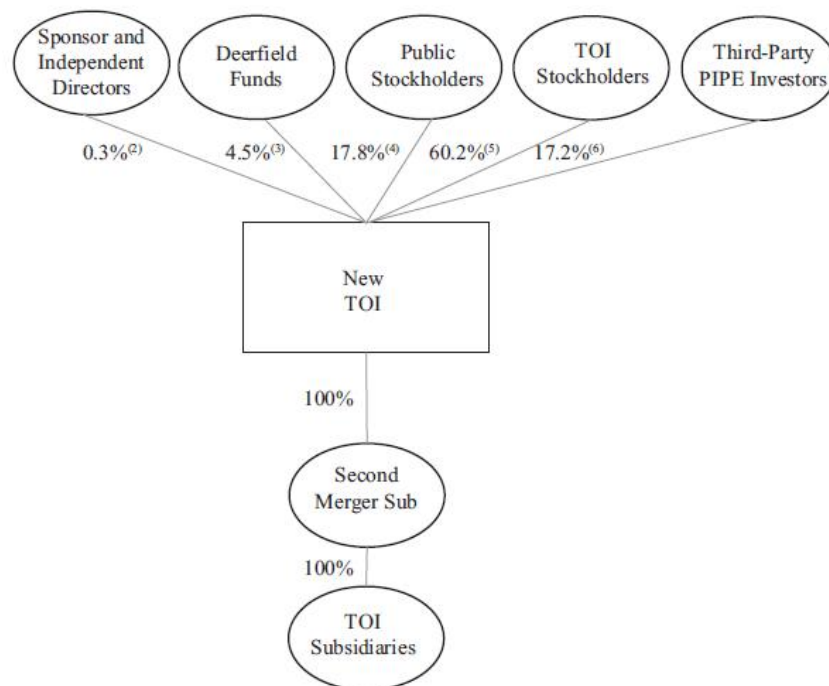 Sponsor and
Independent
Directors
Deerfield
Funds
Public
Stockholders
TOI
Stockholders
Third-Party
PIPE Investors
0.3%(2)
4.5%(3)
17.8%(4)
60.2%(5)
17.2%(6)
New
TOI
100%
Second
Merger Sub
100%
TOI
Subsidiaries